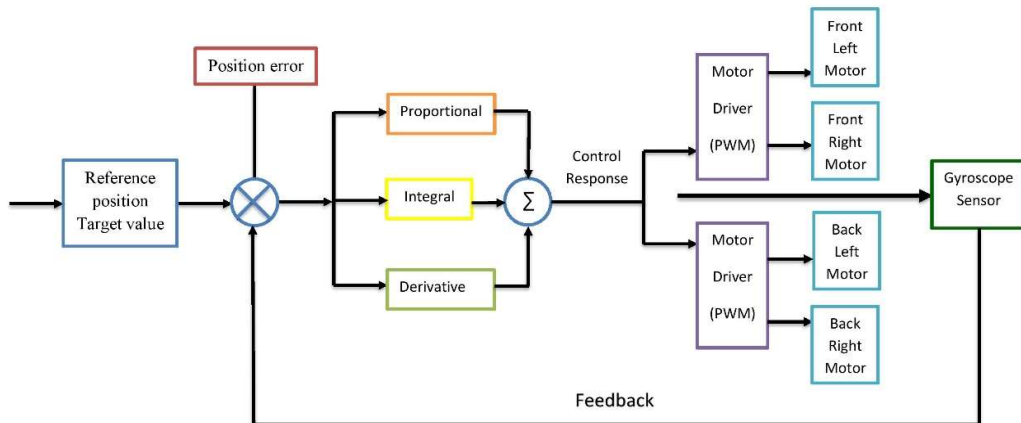 Position error
Reference
position
Target value
Proportional
Integral
Derivative
Σ
Control
Response
Motor
Driver
(PWM)
Front
Left
Motor
Front
Right
Motor
Motor
Driver
(PWM)
Back
Left
Motor
Back
Right
Motor
Gyroscope
Sensor
Feedback